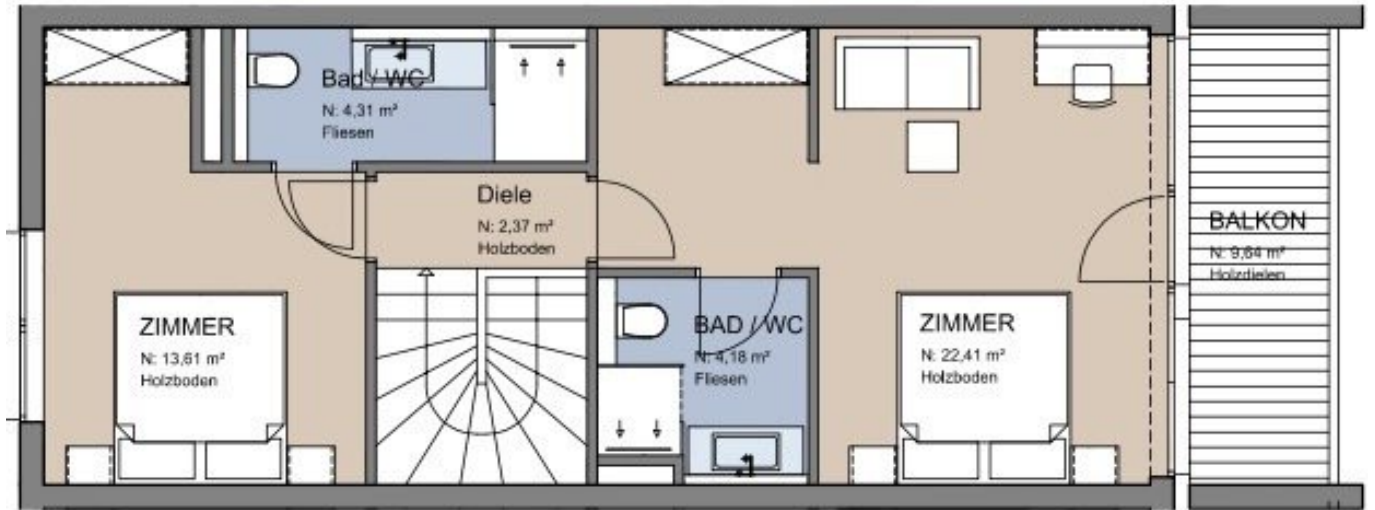 Bad / WC
N: 4,31 m²
Fliesen
Diele
N: 2,37 m²
Holzboden
BALKON
N: 9,64 m²
Holzdielen
ZIMMER
N: 13,61 m²
Holzboden
BAD / WC
N: 4,18 m²
Fliesen
ZIMMER
N: 22,41 m²
Holzboden